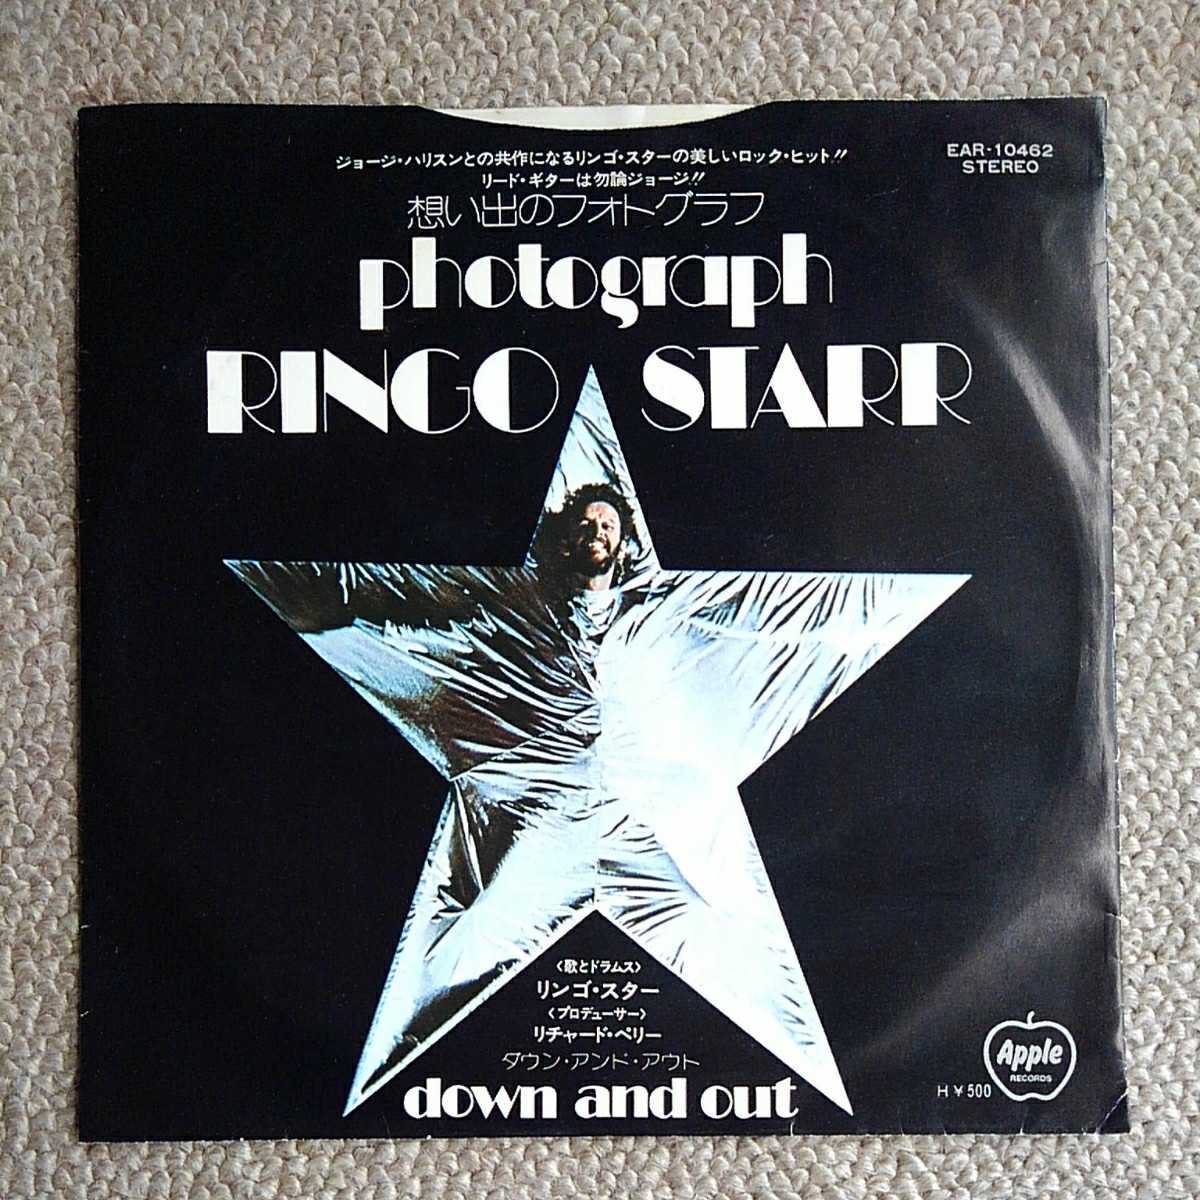 ジョージ・ハリスンとの共作になるリンゴ・スターの美しいロック・ヒット!!
リード・ギターは勿論ジョージ!!
EAR-10462
STEREO
想い出のフォトグラフ
photograph
RINGO STARR
〈歌とドラムス〉
リンゴ・スター
〈プロデューサー〉
リチャード・ペリー
ダウン・アンド・アウト
down and out
H ¥500
Apple
RECORDS